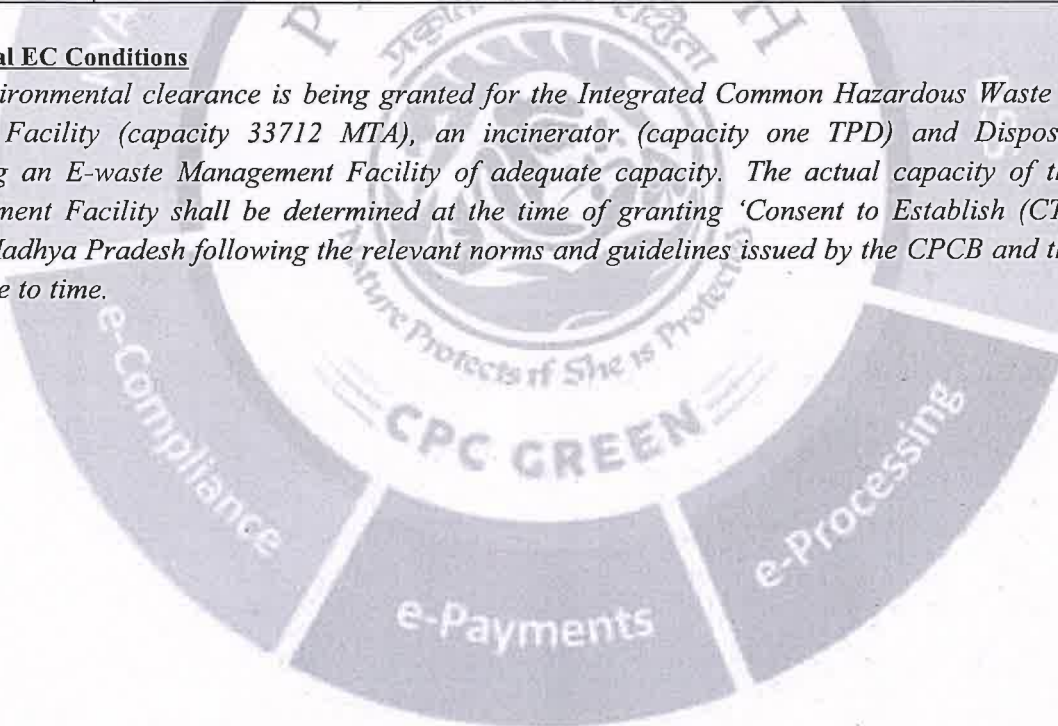 al EC Conditions
ironmental clearance is being granted for the Integrated Common Hazardous Waste
Facility (capacity 33712 MTA), an incinerator (capacity one TPD) and Dispos
g an E-waste Management Facility of adequate capacity. The actual capacity of th
ment Facility shall be determined at the time of granting ‘Consent to Establish (CT
Madhya Pradesh following the relevant norms and guidelines issued by the CPCB and th
e to time.
Nature Protects if She is Protected
CPC GREEN
e-Compliance
e-Payments
e-Processing